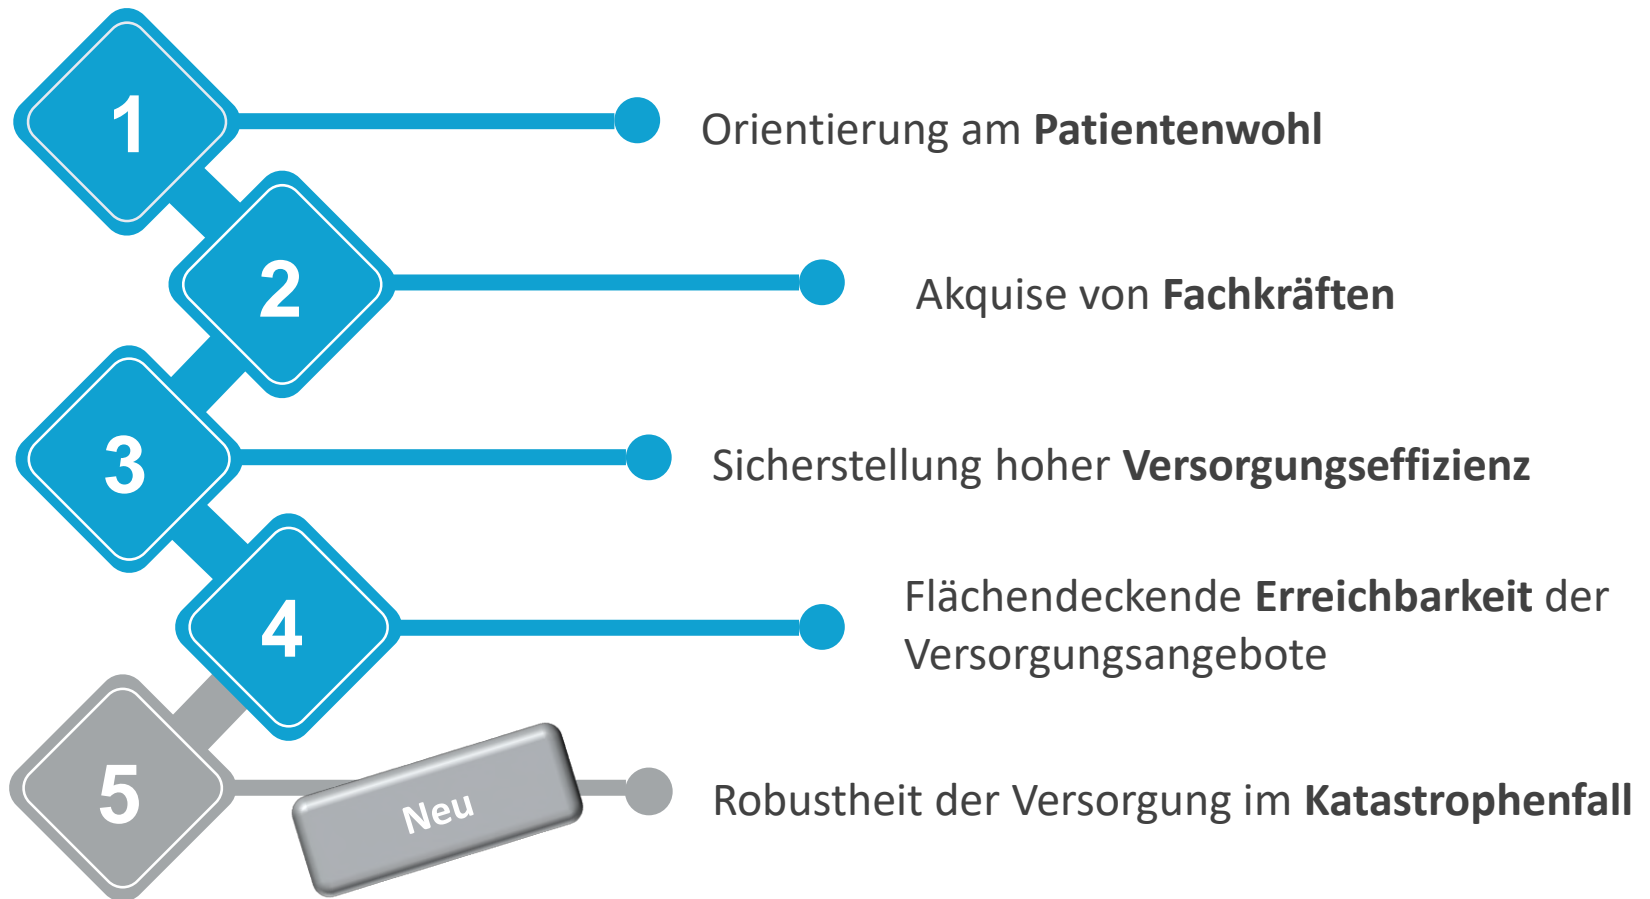 1
Orientierung am Patientenwohl
2
Akquise von Fachkräften
3
Sicherstellung hoher Versorgungseffizienz
4
Flächendeckende Erreichbarkeit der
Versorgungsangebote
5
Neu
Robustheit der Versorgung im Katastrophenfall